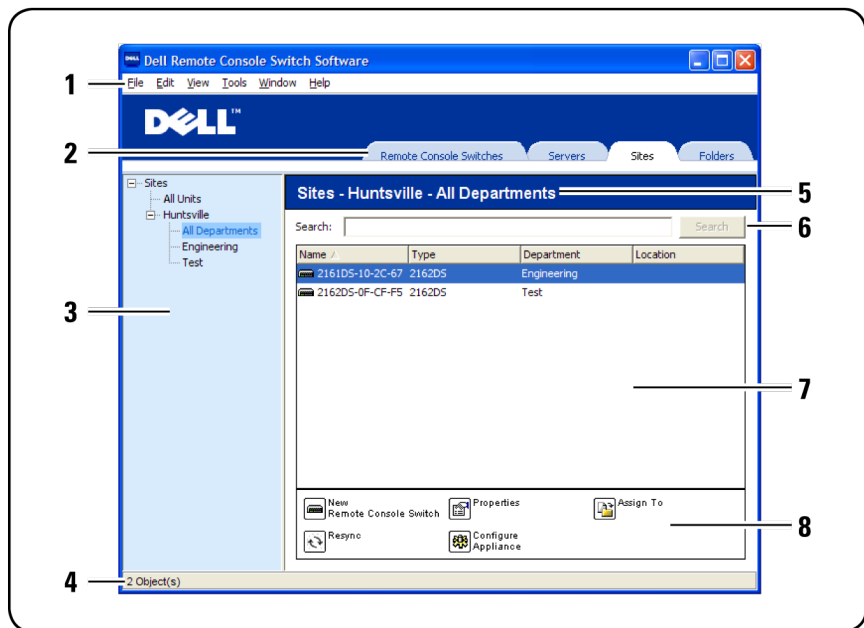 Dell Remote Console Switch Software
1
File Edit View Tools Window Help
DELL™
2
Remote Console Switches Servers Sites Folders
Sites
All Units
Huntsville
All Departments
Engineering
Test
3
Sites - Huntsville - All Departments
5
Search:
Search
6
Name Type Department Location
2161DS-10-2C-67 2162DS Engineering
2162DS-0F-CF-F5 2162DS Test
7
New
Remote Console Switch
Properties
Assign To
Resync
Configure
Appliance
8
4
2 Object(s)